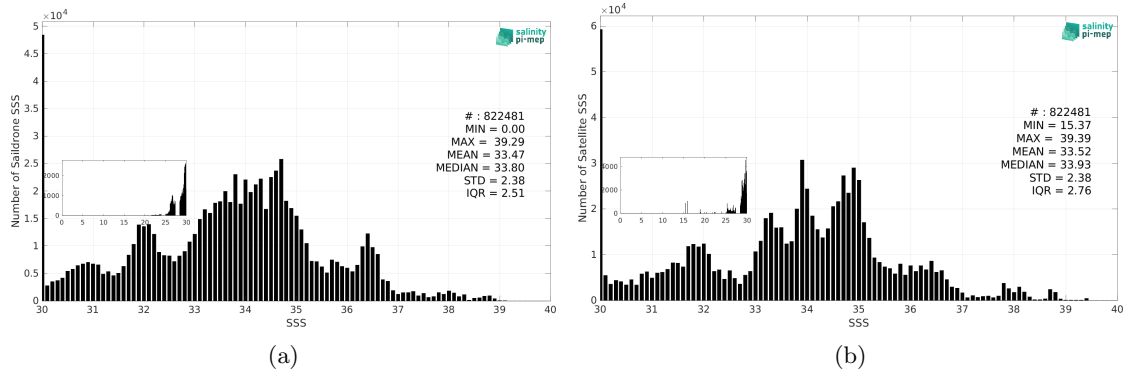 ×10⁴
5
4.5
4
3.5
3
2.5
2
1.5
1
0.5
0
Number of Saildrone SSS
salinity
pi-mep
# : 822481
MIN = 0.00
MAX = 39.29
MEAN = 33.47
MEDIAN = 33.80
STD = 2.38
IQR = 2.51
2000
1000
0
0 5 10 15 20 25 30
30 31 32 33 34 35 36 37 38 39 40
SSS
(a)
×10⁴
6
5
4
3
2
1
0
Number of Satellite SSS
salinity
pi-mep
# : 822481
MIN = 15.37
MAX = 39.39
MEAN = 33.52
MEDIAN = 33.93
STD = 2.38
IQR = 2.76
4000
2000
0
0 5 10 15 20 25 30
30 31 32 33 34 35 36 37 38 39 40
SSS
(b)